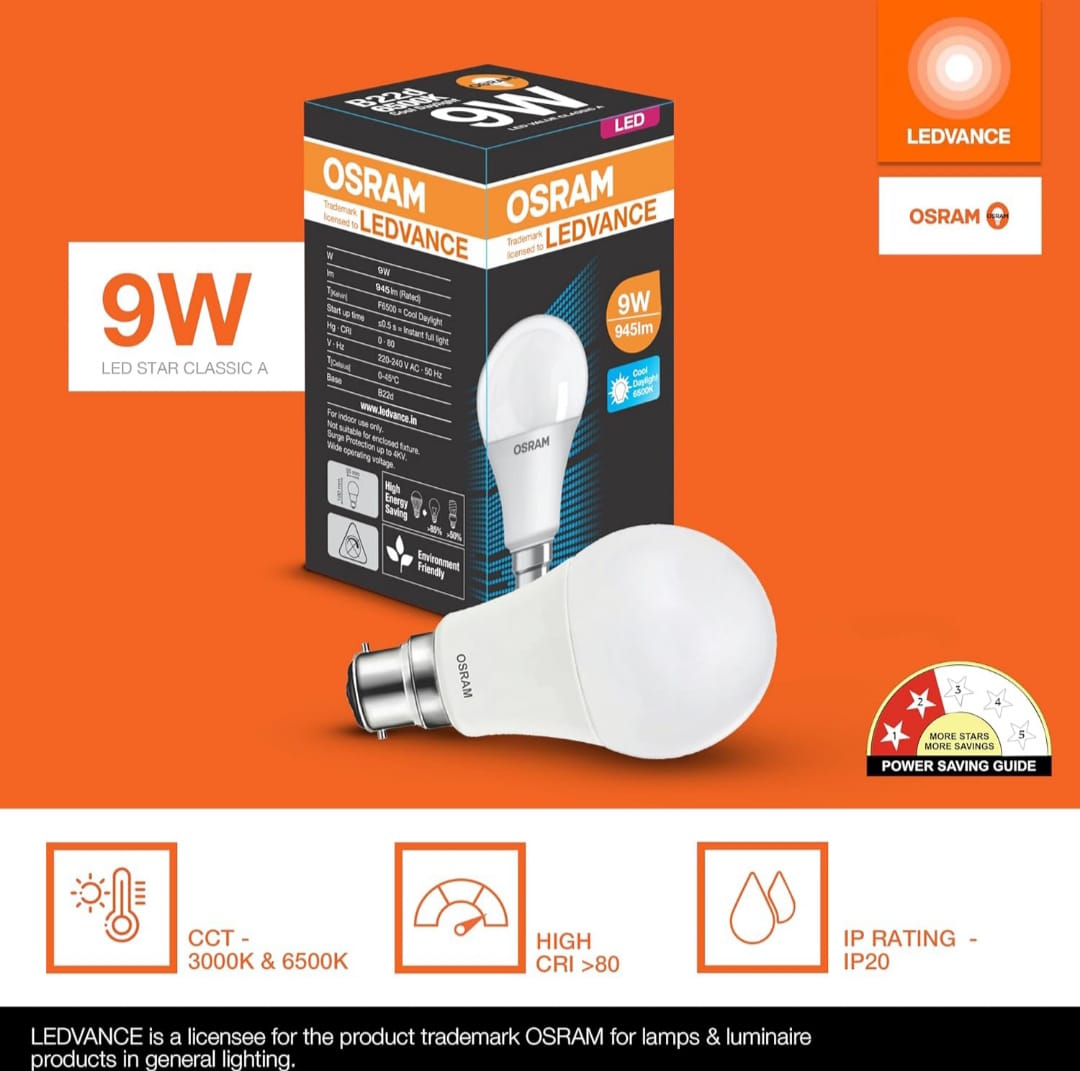 LEDVANCE
OSRAM
OSRAM
9W
LED STAR CLASSIC A
B22d
6500K
Cool Daylight
OSRAM
9W
LED VALUE CLASSIC A
LED
OSRAM
Trademark
licensed to LEDVANCE
W 9W
lm 945lm (Rated)
T[Kelvin] F6500 = Cool Daylight
Start up time ≤0.5 s = Instant full light
Hg · CRI 0 · 80
V · Hz 220-240 V AC · 50 Hz
T[Celsius] 0-45°C
Base B22d
www.ledvance.in
For indoor use only.
Not suitable for enclosed fixture.
Surge Protection up to 4KV.
Wide operating voltage.
High
Energy
Saving
>85% >50%
Environment
Friendly
OSRAM
Trademark
licensed to LEDVANCE
9W
945lm
Cool
Daylight
6500K
OSRAM
OSRAM
1 2 3 4 5
MORE STARS
MORE SAVINGS
POWER SAVING GUIDE
CCT -
3000K & 6500K
HIGH
CRI >80
IP RATING -
IP20
LEDVANCE is a licensee for the product trademark OSRAM for lamps & luminaire
products in general lighting.